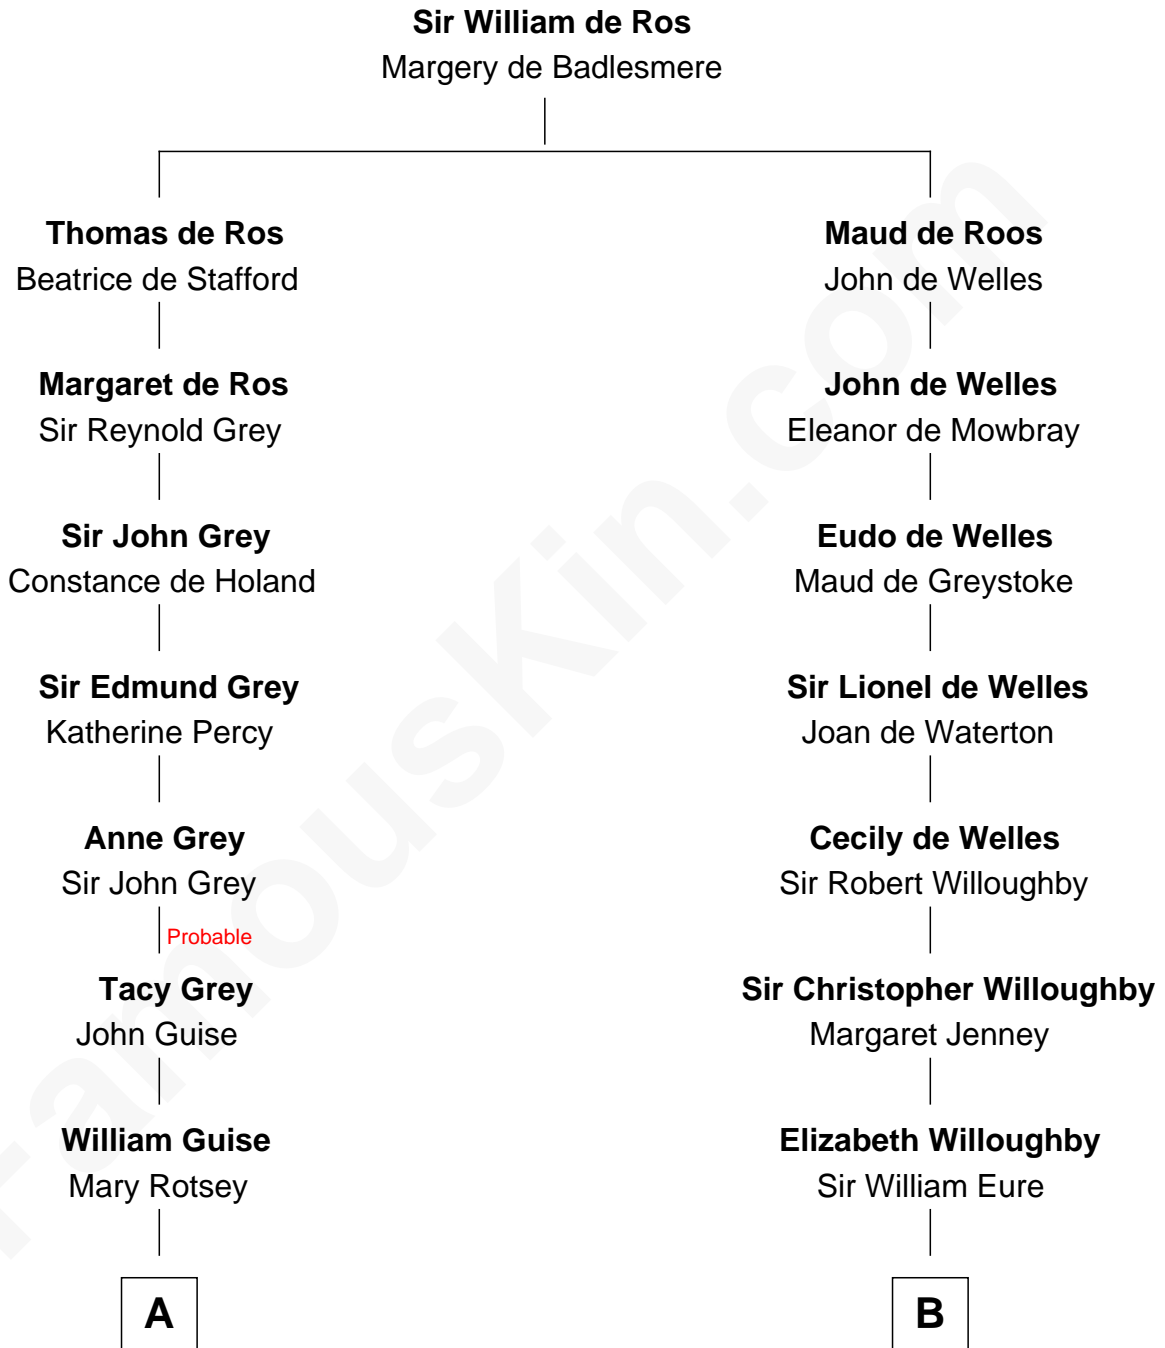 Sir William de Ros
Margery de Badlesmere
Thomas de Ros
Beatrice de Stafford
Margaret de Ros
Sir Reynold Grey
Sir John Grey
Constance de Holand
Sir Edmund Grey
Katherine Percy
Anne Grey
Sir John Grey
Probable
Tacy Grey
John Guise
William Guise
Mary Rotsey
A
Maud de Roos
John de Welles
John de Welles
Eleanor de Mowbray
Eudo de Welles
Maud de Greystoke
Sir Lionel de Welles
Joan de Waterton
Cecily de Welles
Sir Robert Willoughby
Sir Christopher Willoughby
Margaret Jenney
Elizabeth Willoughby
Sir William Eure
B
FamousKin.com